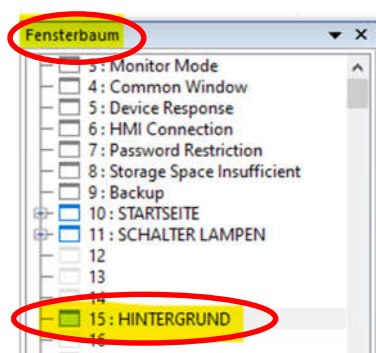 Fensterbaum
3 : Monitor Mode
4 : Common Window
5 : Device Response
6 : HMI Connection
7 : Password Restriction
8 : Storage Space Insufficient
9 : Backup
10 : STARTSEITE
11 : SCHALTER LAMPEN
12
13
14
15 : HINTERGRUND
16